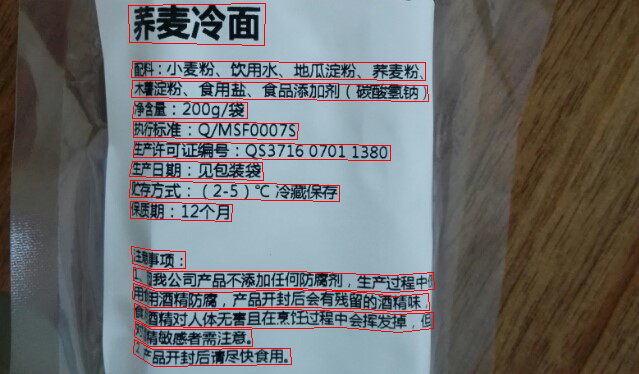 荞麦冷面
配料：小麦粉、饮用水、地瓜淀粉、荞麦粉、
木薯淀粉、食用盐、食品添加剂（碳酸氢钠）
净含量：200g/袋
执行标准：Q/MSF0007S
生产许可证编号：QS3716 0701 1380
生产日期：见包装袋
贮存方式：（2-5）℃ 冷藏保存
保质期：12个月
注意事项：
我公司产品不添加任何防腐剂，生产过程中
用酒精防腐，产品开封后会有残留的酒精味，
酒精对人体无害且在烹饪过程中会挥发掉，但
精敏感者需注意。
产品开封后请尽快食用。